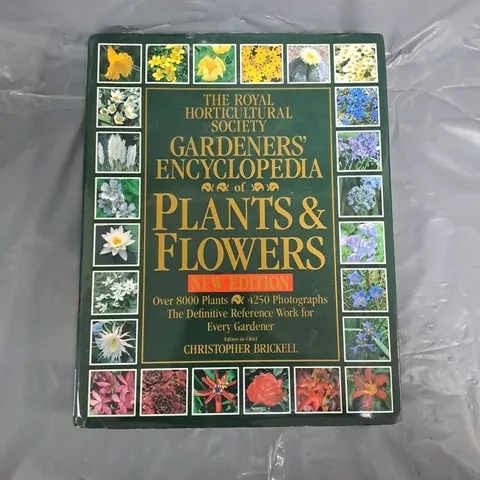 THE ROYAL
HORTICULTURAL
SOCIETY
GARDENERS'
ENCYCLOPEDIA
of
PLANTS &
FLOWERS
NEW EDITION
Over 8000 Plants 4250 Photographs
The Definitive Reference Work for
Every Gardener
Editor-in-Chief
CHRISTOPHER BRICKELL